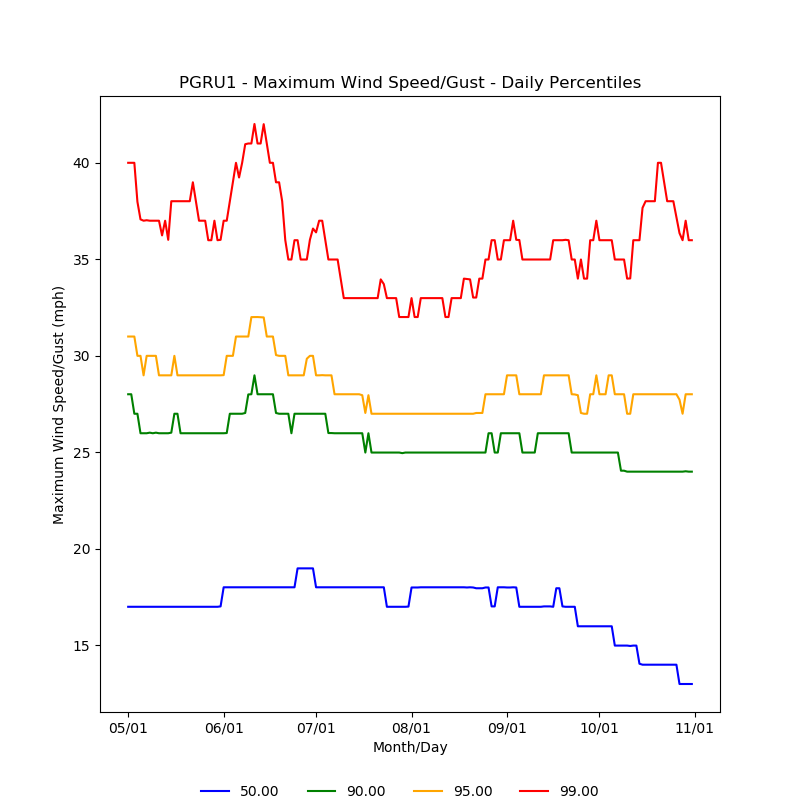 PGRU1 - Maximum Wind Speed/Gust - Daily Percentiles
Maximum Wind Speed/Gust (mph)
40
35
30
25
20
15
05/01 06/01 07/01 08/01 09/01 10/01 11/01
Month/Day
50.00 90.00 95.00 99.00